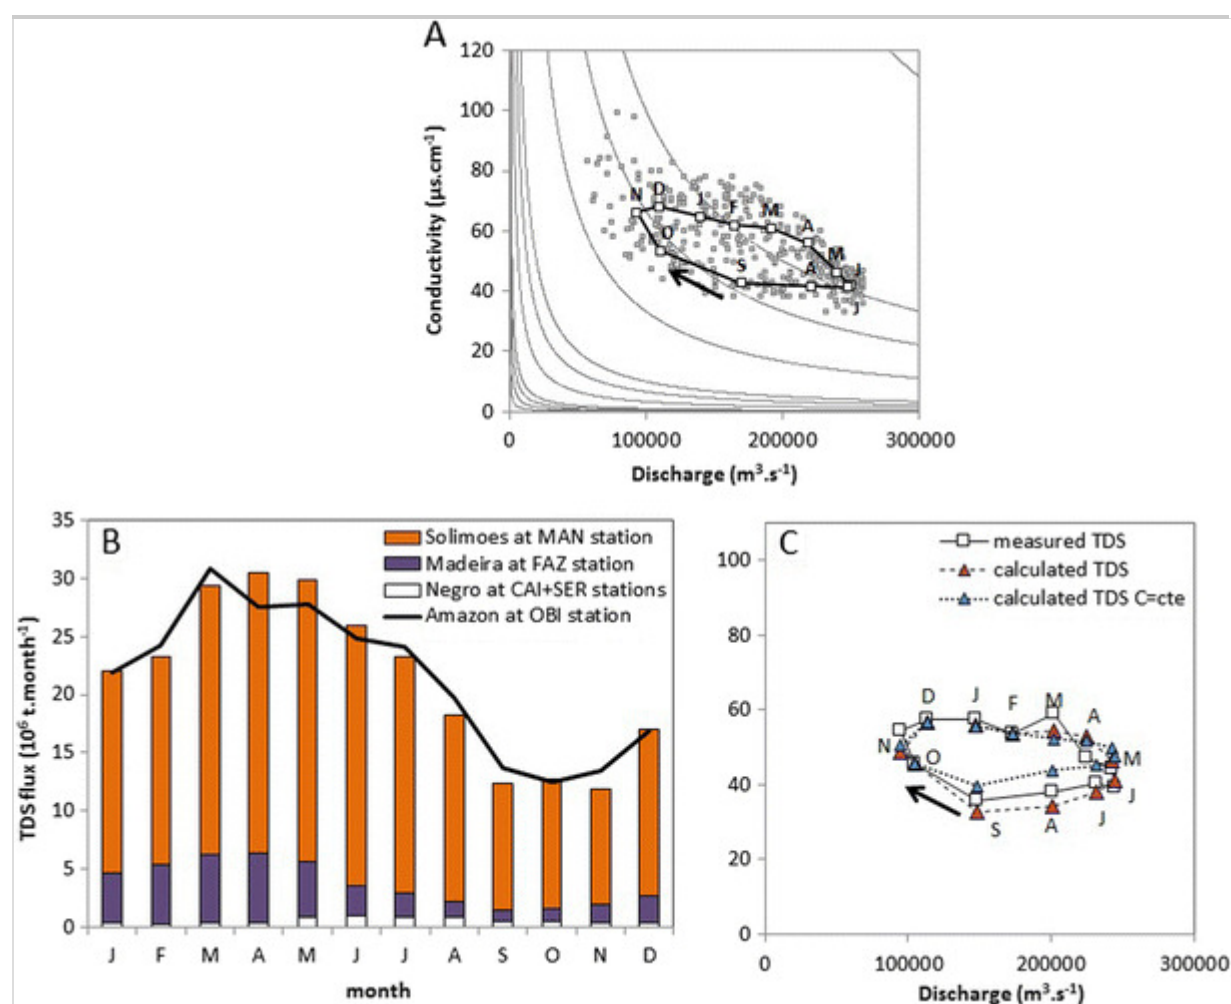 A
120
100
80
60
40
20
0
Conductivity (µs.cm-1)
N D J F M A M J
O S A J
0 100000 200000 300000
Discharge (m3.s-1)
B
35
30
25
20
15
10
5
0
TDS flux (10^6 t.month-1)
Solimoes at MAN station
Madeira at FAZ station
Negro at CAI+SER stations
Amazon at OBI station
J F M A M J J A S O N D
month
C
100
80
60
40
20
0
measured TDS
calculated TDS
calculated TDS C=cte
D J F M A
N O M
S A J J
0 100000 200000 300000
Discharge (m3.s-1)